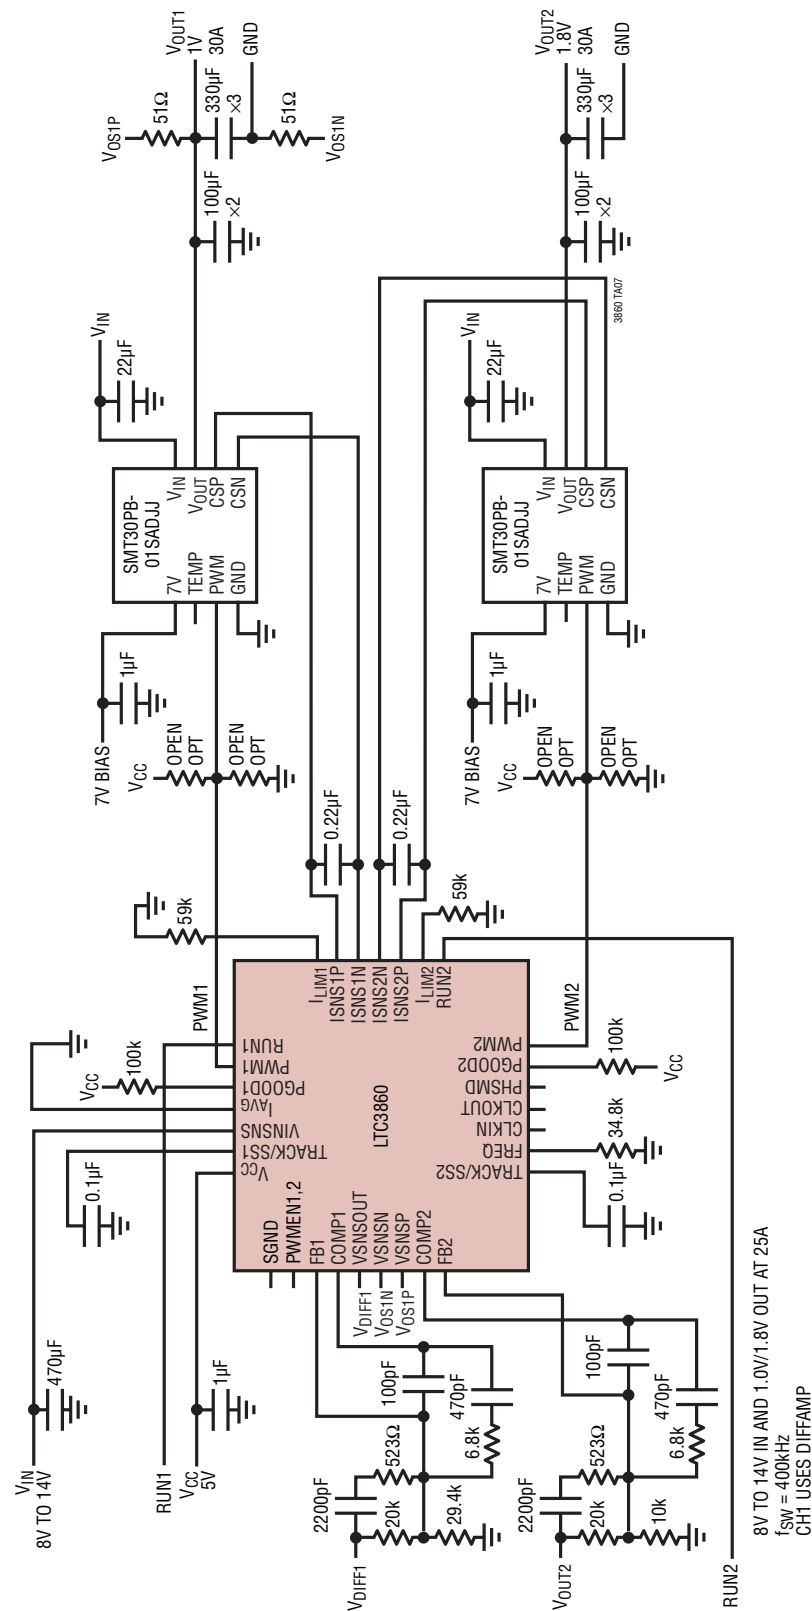 VIN
8V TO 14V
470µF
RUN1
VCC
5V
1µF
0.1µF
VCC
100k
PWM1
59k
VCC
TRACK/SS1
VINSNS
IAVG
PGOOD1
PWM1
RUN1
SGND
PWMEN1,2
FB1
COMP1
VSNSOUT
VSNSN
VSNSP
COMP2
FB2
VDIFF1
VOS1N
VOS1P
LTC3860
ILIM1
ISNS1P
ISNS1N
ISNS2N
ISNS2P
ILIM2
RUN2
TRACK/SS2
FREQ
CLKIN
CLKOUT
PHSMD
PGOOD2
PWM2
0.1µF
34.8k
100k
VCC
PWM2
59k
0.22µF
0.22µF
2200pF
523Ω
100pF
470pF
6.8k
20k
29.4k
VDIFF1
2200pF
523Ω
100pF
470pF
6.8k
20k
10k
VOUT2
RUN2
7V BIAS
1µF
VCC
OPEN
OPT
OPEN
OPT
SMT30PB-
01SADJJ
7V
TEMP
PWM
GND
VIN
VOUT
CSP
CSN
VIN
22µF
100µF
×2
VOS1P
51Ω
330µF
×3
51Ω
VOS1N
VOUT1
1V
30A
GND
7V BIAS
1µF
VCC
OPEN
OPT
OPEN
OPT
SMT30PB-
01SADJJ
7V
TEMP
PWM
GND
VIN
VOUT
CSP
CSN
VIN
22µF
100µF
×2
330µF
×3
VOUT2
1.8V
30A
GND
3860 TA07
8V TO 14V IN AND 1.0V/1.8V OUT AT 25A
fSW = 400kHz
CH1 USES DIFFAMP